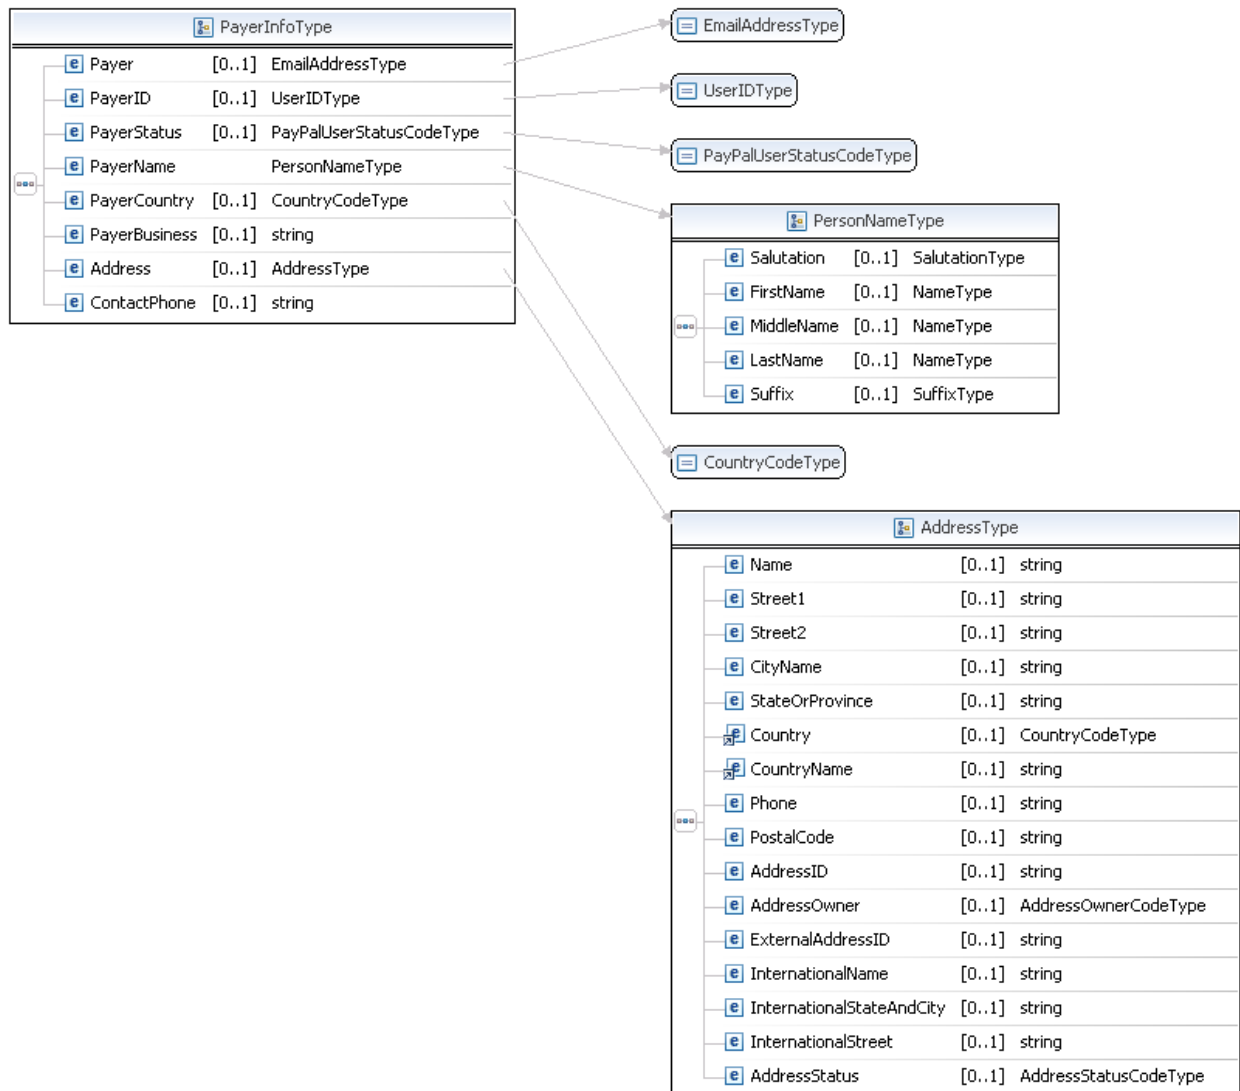 PayerInfoType
e Payer [0..1] EmailAddressType
e PayerID [0..1] UserIDType
e PayerStatus [0..1] PayPalUserStatusCodeType
e PayerName PersonNameType
e PayerCountry [0..1] CountryCodeType
e PayerBusiness [0..1] string
e Address [0..1] AddressType
e ContactPhone [0..1] string
EmailAddressType
UserIDType
PayPalUserStatusCodeType
PersonNameType
e Salutation [0..1] SalutationType
e FirstName [0..1] NameType
e MiddleName [0..1] NameType
e LastName [0..1] NameType
e Suffix [0..1] SuffixType
CountryCodeType
AddressType
e Name [0..1] string
e Street1 [0..1] string
e Street2 [0..1] string
e CityName [0..1] string
e StateOrProvince [0..1] string
e Country [0..1] CountryCodeType
e CountryName [0..1] string
e Phone [0..1] string
e PostalCode [0..1] string
e AddressID [0..1] string
e AddressOwner [0..1] AddressOwnerCodeType
e ExternalAddressID [0..1] string
e InternationalName [0..1] string
e InternationalStateAndCity [0..1] string
e InternationalStreet [0..1] string
e AddressStatus [0..1] AddressStatusCodeType